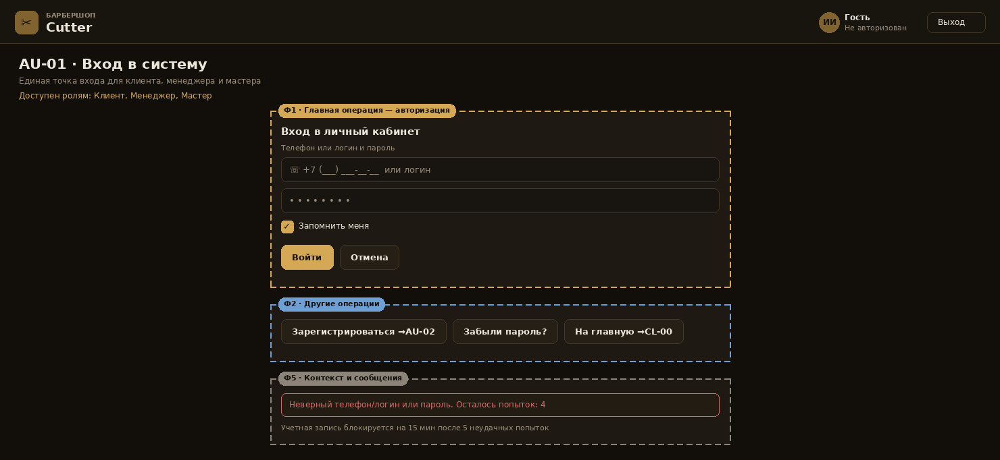 БАРБЕРШОП
Cutter
ИИ
Гость
Не авторизован
Выход
AU-01 · Вход в систему
Единая точка входа для клиента, менеджера и мастера
Доступен ролям: Клиент, Менеджер, Мастер
Ф1 · Главная операция — авторизация
Вход в личный кабинет
Телефон или логин и пароль
☏ +7 (___) ___-__-__ или логин
• • • • • • • •
✓ Запомнить меня
Войти
Отмена
Ф2 · Другие операции
Зарегистрироваться →AU-02
Забыли пароль?
На главную →CL-00
Ф5 · Контекст и сообщения
Неверный телефон/логин или пароль. Осталось попыток: 4
Учетная запись блокируется на 15 мин после 5 неудачных попыток